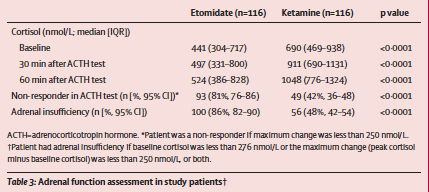 Etomidate (n=116) Ketamine (n=116) p value
Cortisol (nmol/L; median [IQR])
Baseline 441 (304–717) 690 (469–938) <0·0001
30 min after ACTH test 497 (331–800) 911 (690–1131) <0·0001
60 min after ACTH test 524 (386–828) 1048 (776–1324) <0·0001
Non-responder in ACTH test (n [%, 95% CI])* 93 (81%, 76–86) 49 (42%, 36–48) <0·0001
Adrenal insufficiency (n [%, 95% CI]) 100 (86%, 82–90) 56 (48%, 42–54) <0·0001
ACTH=adrenocorticotropin hormone. *Patient was a non-responder if maximum change was less than 250 nmol/L.
†Patient had adrenal insufficiency if baseline cortisol was less than 276 nmol/L or the maximum change (peak cortisol
minus baseline cortisol) was less than 250 nmol/L, or both.
Table 3: Adrenal function assessment in study patients†